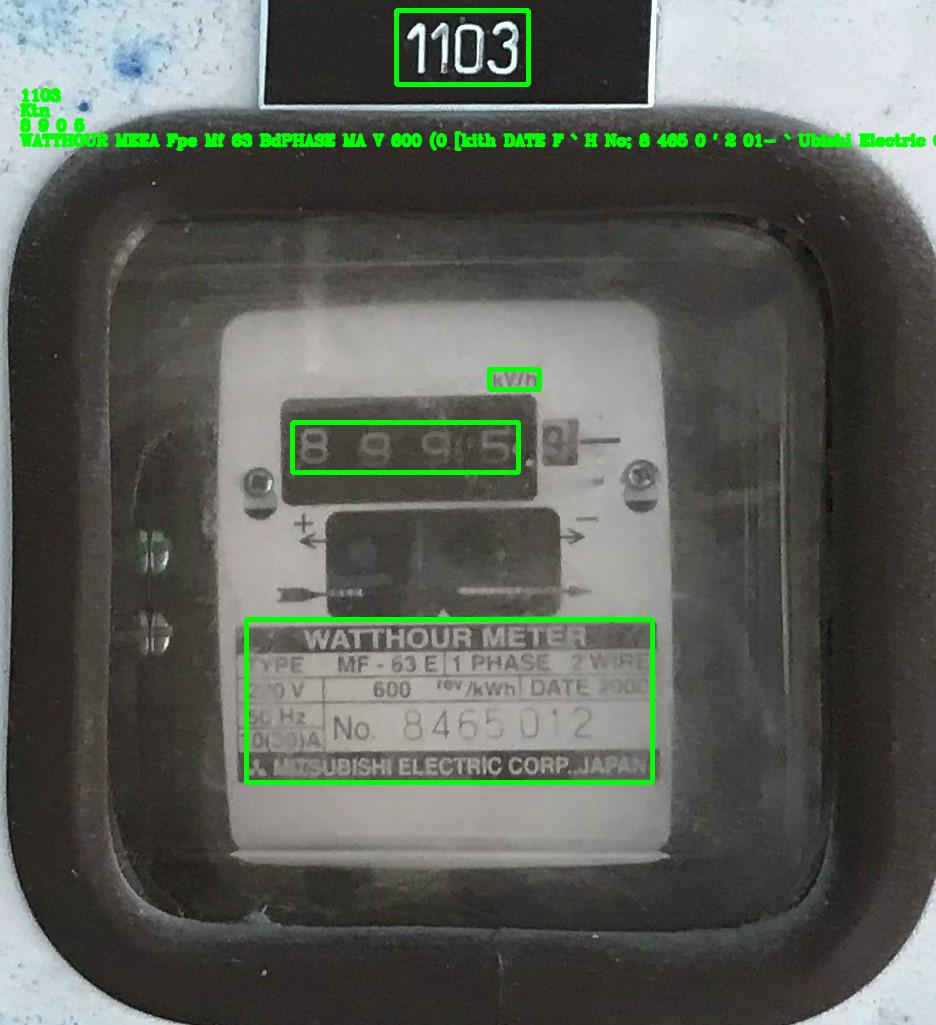 1103
1103
Ktn
8 9 0 5
WATTHOUR MEEA Fpe Mf 63 BdPHASE MA V 600 (0 [kith DATE F ` H No; 8 465 0 ' 2 01- ` Ubishi Electric
kWh
8 9 9 5
+ −
WATTHOUR METER
TYPE MF - 63 E 1 PHASE 2 WIRE
220 V 600 rev/kWh DATE 2000
50 Hz
No. 8465012
MITSUBISHI ELECTRIC CORP., JAPAN